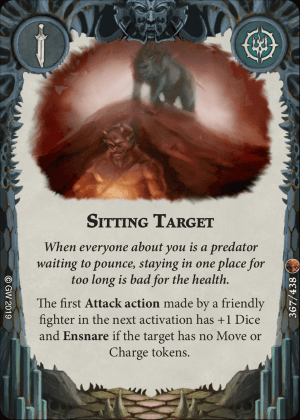 Sitting Target
When everyone about you is a predator
waiting to pounce, staying in one place for
too long is bad for the health.
The first Attack action made by a friendly
fighter in the next activation has +1 Dice
and Ensnare if the target has no Move or
Charge tokens.
© GW 2019
367/438